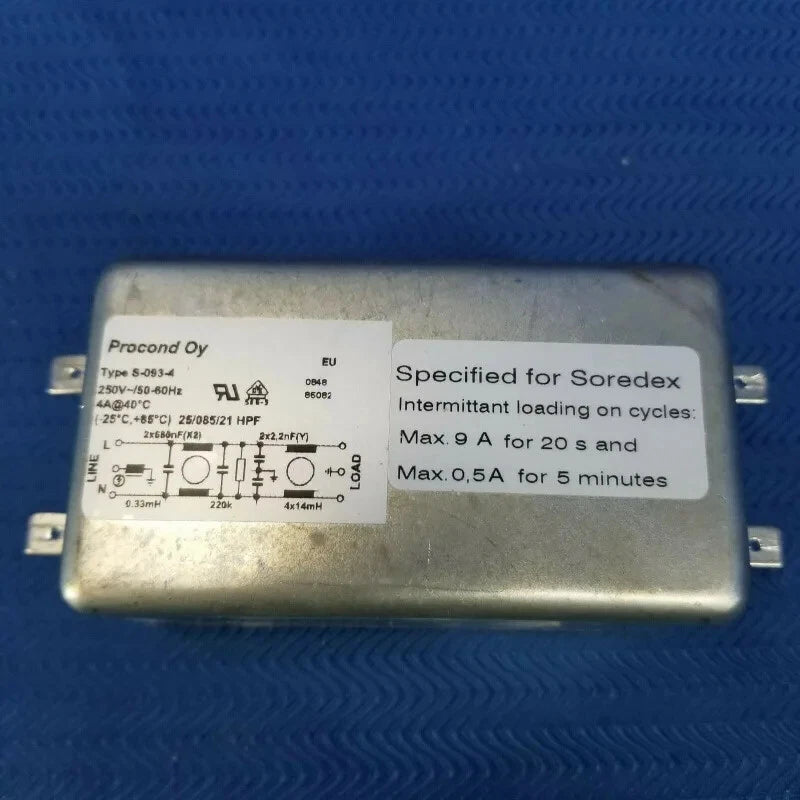 Procond Oy
EU
Type S-093-4
250V~/50-60Hz
4A@40°C
0848
85082
(-25°C,+85°C) 25/085/21 HPF
2x680nF(X2)
2x2,2nF(Y)
L
LINE
N
LOAD
0.33mH
220k
4x14mH
Specified for Soredex
Intermittant loading on cycles:
Max. 9 A for 20 s and
Max. 0,5A for 5 minutes